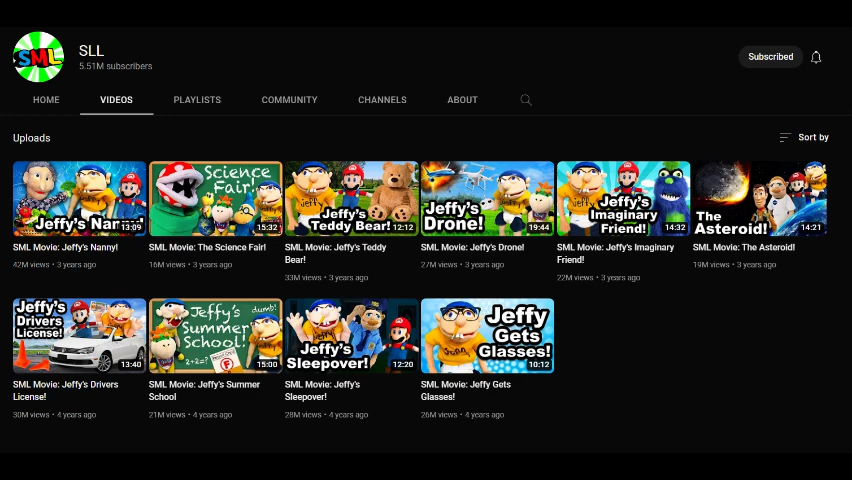 SML
SLL
5.51M subscribers
Subscribed
HOME
VIDEOS
PLAYLISTS
COMMUNITY
CHANNELS
ABOUT
Uploads
Sort by
13:09
SML Movie: Jeffy's Nanny!
42M views • 3 years ago
Science
Fair!
15:32
SML Movie: The Science Fair!
16M views • 3 years ago
Jeffy's
Teddy Bear!
12:12
SML Movie: Jeffy's Teddy
Bear!
33M views • 3 years ago
Jeffy's
Drone!
19:44
SML Movie: Jeffy's Drone!
27M views • 3 years ago
Jeffy's
Imaginary
Friend!
14:32
SML Movie: Jeffy's Imaginary
Friend!
22M views • 3 years ago
The
Asteroid!
14:21
SML Movie: The Asteroid!
19M views • 3 years ago
Jeffy's
Drivers
License!
13:40
SML Movie: Jeffy's Drivers
License!
30M views • 4 years ago
Jeffy's
dumb!
Summer
School!
2+2=?
F
15:00
SML Movie: Jeffy's Summer
School
21M views • 4 years ago
Jeffy's
Sleepover!
12:20
SML Movie: Jeffy's
Sleepover!
28M views • 4 years ago
Jeffy
Gets
Glasses!
10:12
SML Movie: Jeffy Gets
Glasses!
26M views • 4 years ago